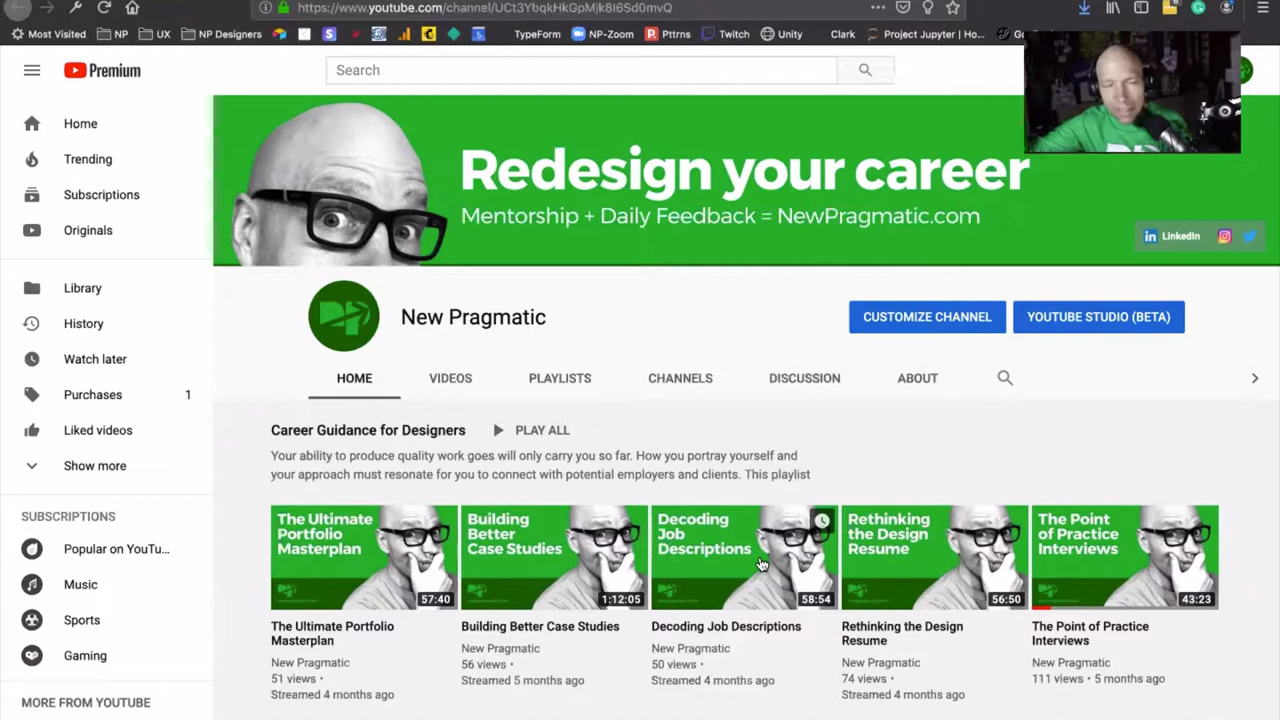 https://www.youtube.com/channel/UCt3YbqkHkGpMjk8I6Sd0mvQ
Most Visited NP UX NP Designers TypeForm NP-Zoom Pttrns Twitch Unity Clark Project Jupyter | Ho...
Premium
Search
Home
Trending
Subscriptions
Originals
Library
History
Watch later
Purchases 1
Liked videos
Show more
SUBSCRIPTIONS
Popular on YouTu...
Music
Sports
Gaming
MORE FROM YOUTUBE
Redesign your career
Mentorship + Daily Feedback = NewPragmatic.com
LinkedIn
New Pragmatic
CUSTOMIZE CHANNEL
YOUTUBE STUDIO (BETA)
HOME VIDEOS PLAYLISTS CHANNELS DISCUSSION ABOUT
Career Guidance for Designers PLAY ALL
Your ability to produce quality work goes will only carry you so far. How you portray yourself and
your approach must resonate for you to connect with potential employers and clients. This playlist
The Ultimate
Portfolio
Masterplan
57:40
The Ultimate Portfolio
Masterplan
New Pragmatic
51 views •
Streamed 4 months ago
Building
Better
Case Studies
1:12:05
Building Better Case Studies
New Pragmatic
56 views •
Streamed 5 months ago
Decoding
Job
Descriptions
58:54
Decoding Job Descriptions
New Pragmatic
50 views •
Streamed 4 months ago
Rethinking
the Design
Resume
56:50
Rethinking the Design
Resume
New Pragmatic
74 views •
Streamed 4 months ago
The Point
of Practice
Interviews
43:23
The Point of Practice
Interviews
New Pragmatic
111 views • 5 months ago